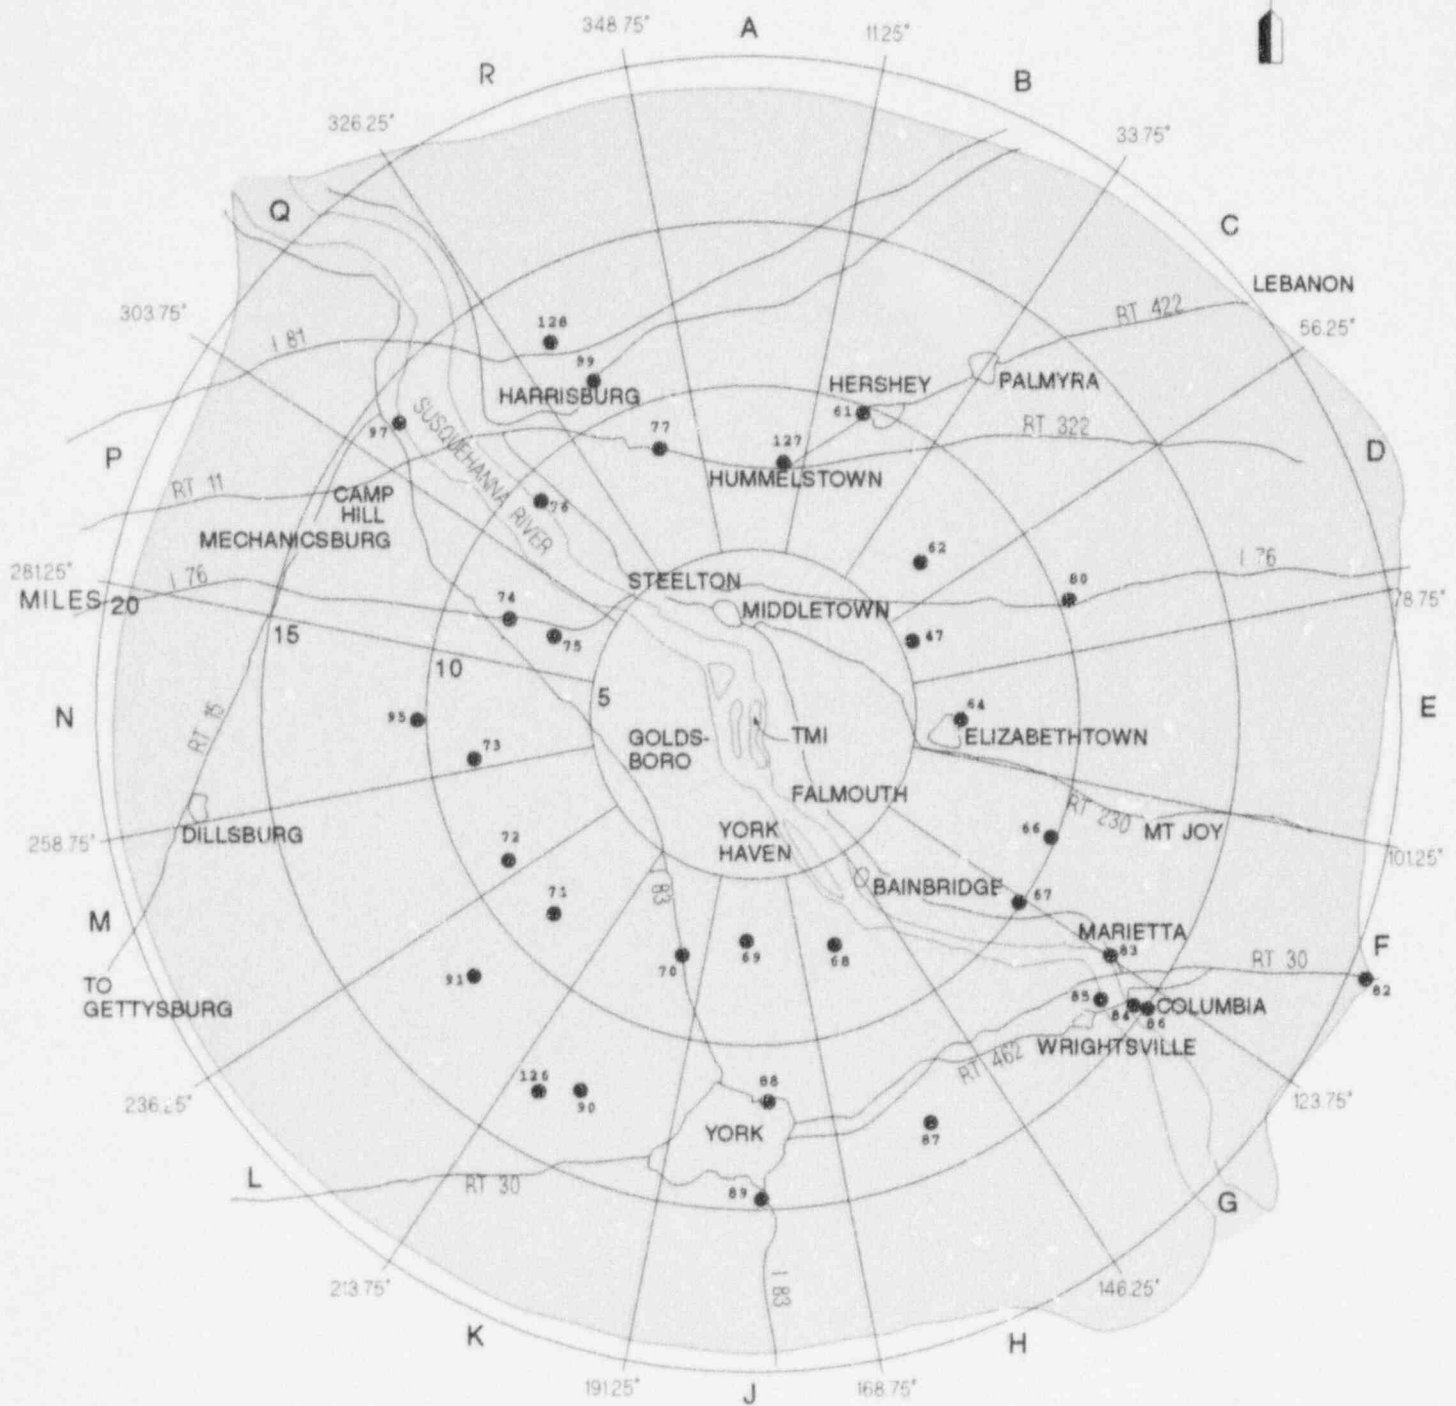 348.75°
A
11.25°
R
B
326.25°
33.75°
Q
C
LEBANON
303.75°
RT 422
56.25°
I 81
128
99
HARRISBURG
HERSHEY
PALMYRA
61
97
SUSQUEHANNA RIVER
77
127
RT 322
P
D
RT 11
CAMP
HILL
76
HUMMELSTOWN
MECHANICSBURG
62
281.25°
I 76
STEELTON
80
I 76
MILES 20
74
MIDDLETOWN
78.75°
15
75
47
10
5
N
95
64
E
RT 15
73
GOLDS-
BORO
TMI
ELIZABETHTOWN
FALMOUTH
RT 230
258.75°
DILLSBURG
72
YORK
HAVEN
66
MT JOY
101.25°
I 83
BAINBRIDGE
71
67
M
MARIETTA
83
F
70
69
68
RT 30
91
82
TO
GETTYSBURG
85
84
86
COLUMBIA
WRIGHTSVILLE
RT 462
236.25°
126
90
88
123.75°
YORK
87
L
RT 30
89
G
213.75°
I 83
146.25°
K
H
191.25°
J
168.75°